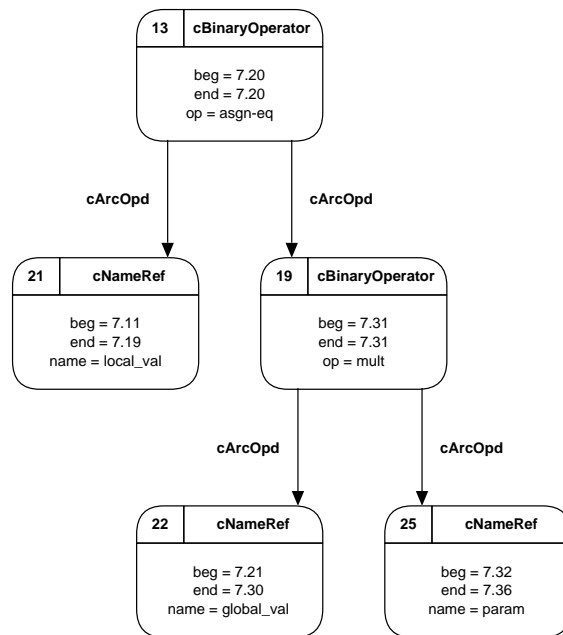 13 cBinaryOperator
beg = 7.20
end = 7.20
op = asgn-eq
cArcOpd cArcOpd
21 cNameRef
beg = 7.11
end = 7.19
name = local_val
19 cBinaryOperator
beg = 7.31
end = 7.31
op = mult
cArcOpd cArcOpd
22 cNameRef
beg = 7.21
end = 7.30
name = global_val
25 cNameRef
beg = 7.32
end = 7.36
name = param